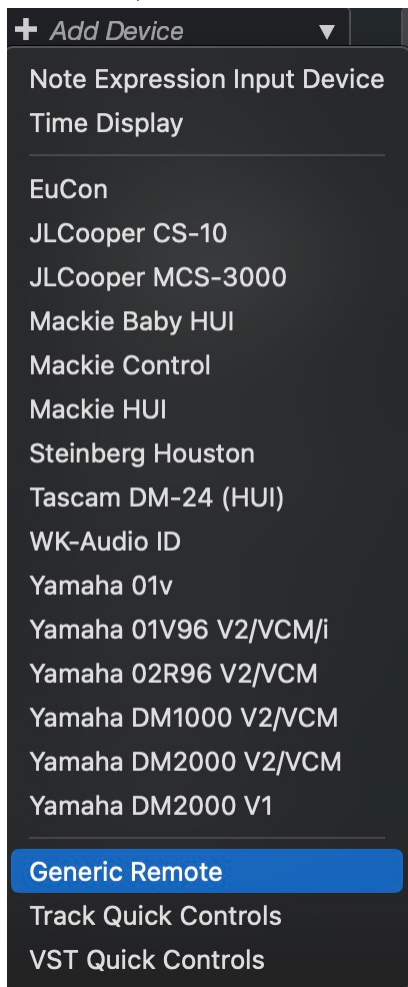 + Add Device ▼
Note Expression Input Device
Time Display
EuCon
JLCooper CS-10
JLCooper MCS-3000
Mackie Baby HUI
Mackie Control
Mackie HUI
Steinberg Houston
Tascam DM-24 (HUI)
WK-Audio ID
Yamaha 01v
Yamaha 01V96 V2/VCM/i
Yamaha 02R96 V2/VCM
Yamaha DM1000 V2/VCM
Yamaha DM2000 V2/VCM
Yamaha DM2000 V1
Generic Remote
Track Quick Controls
VST Quick Controls